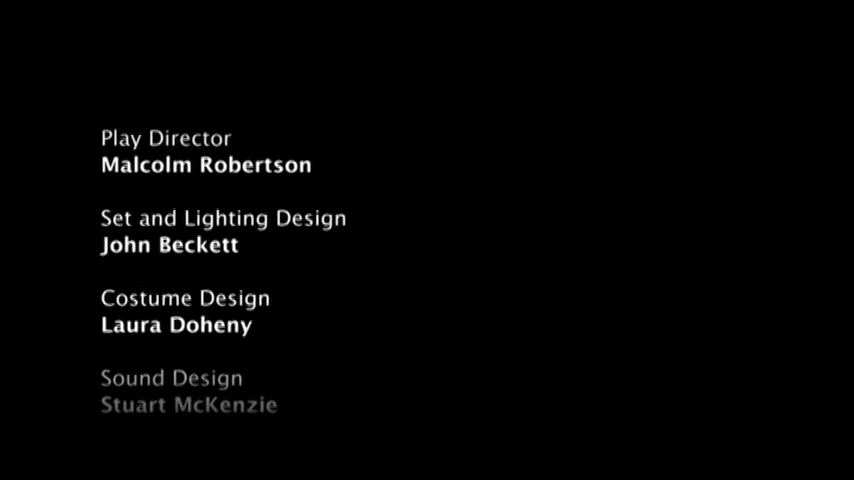 Play Director
Malcolm Robertson
Set and Lighting Design
John Beckett
Costume Design
Laura Doheny
Sound Design
Stuart McKenzie